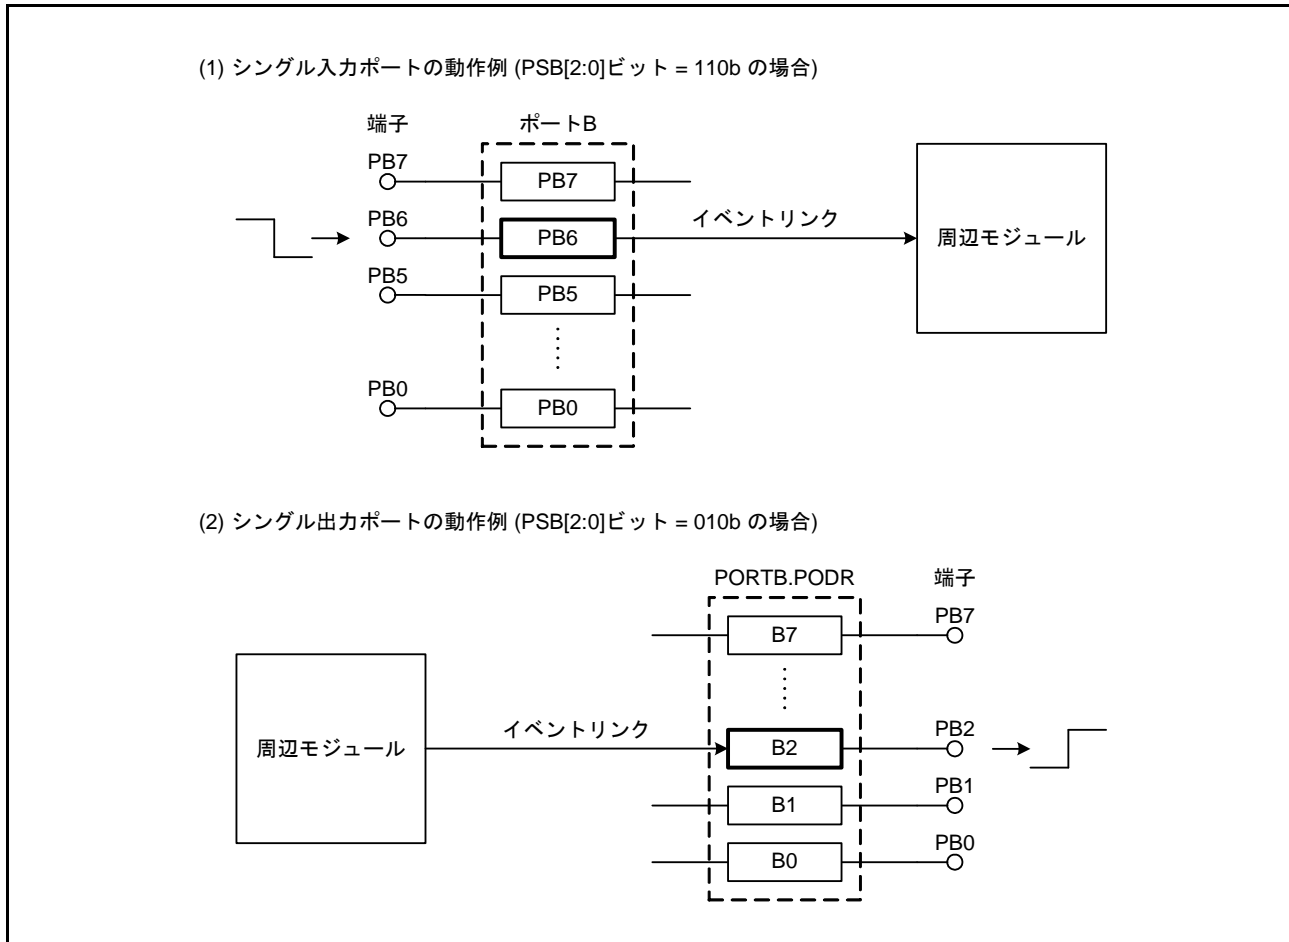 (1) シングル入力ポートの動作例 (PSB[2:0]ビット = 110b の場合)
端子
ポートB
PB7
PB7
PB6
PB6
イベントリンク
周辺モジュール
PB5
PB5
PB0
PB0
(2) シングル出力ポートの動作例 (PSB[2:0]ビット = 010b の場合)
PORTB.PODR
端子
B7
PB7
周辺モジュール
イベントリンク
B2
PB2
B1
PB1
B0
PB0